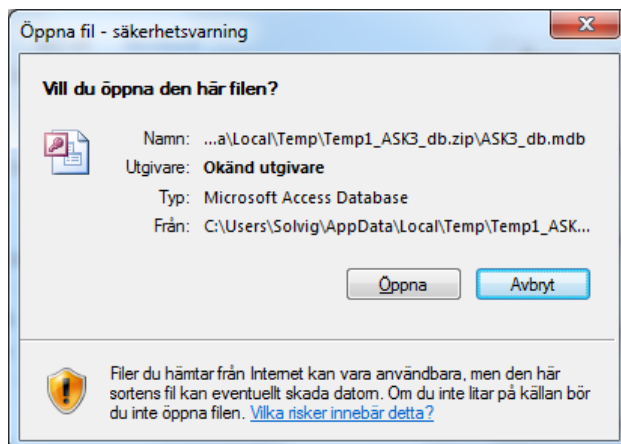 Öppna fil - säkerhetsvarning
Vill du öppna den här filen?
Namn: ...a\Local\Temp\Temp1_ASK3_db.zip\ASK3_db.mdb
Utgivare: Okänd utgivare
Typ: Microsoft Access Database
Från: C:\Users\Solvig\AppData\Local\Temp\Temp1_ASK...
Öppna Avbryt
Filer du hämtar från Internet kan vara användbara, men den här
sortens fil kan eventuellt skada datorn. Om du inte litar på källan bör
du inte öppna filen. Vilka risker innebär detta?